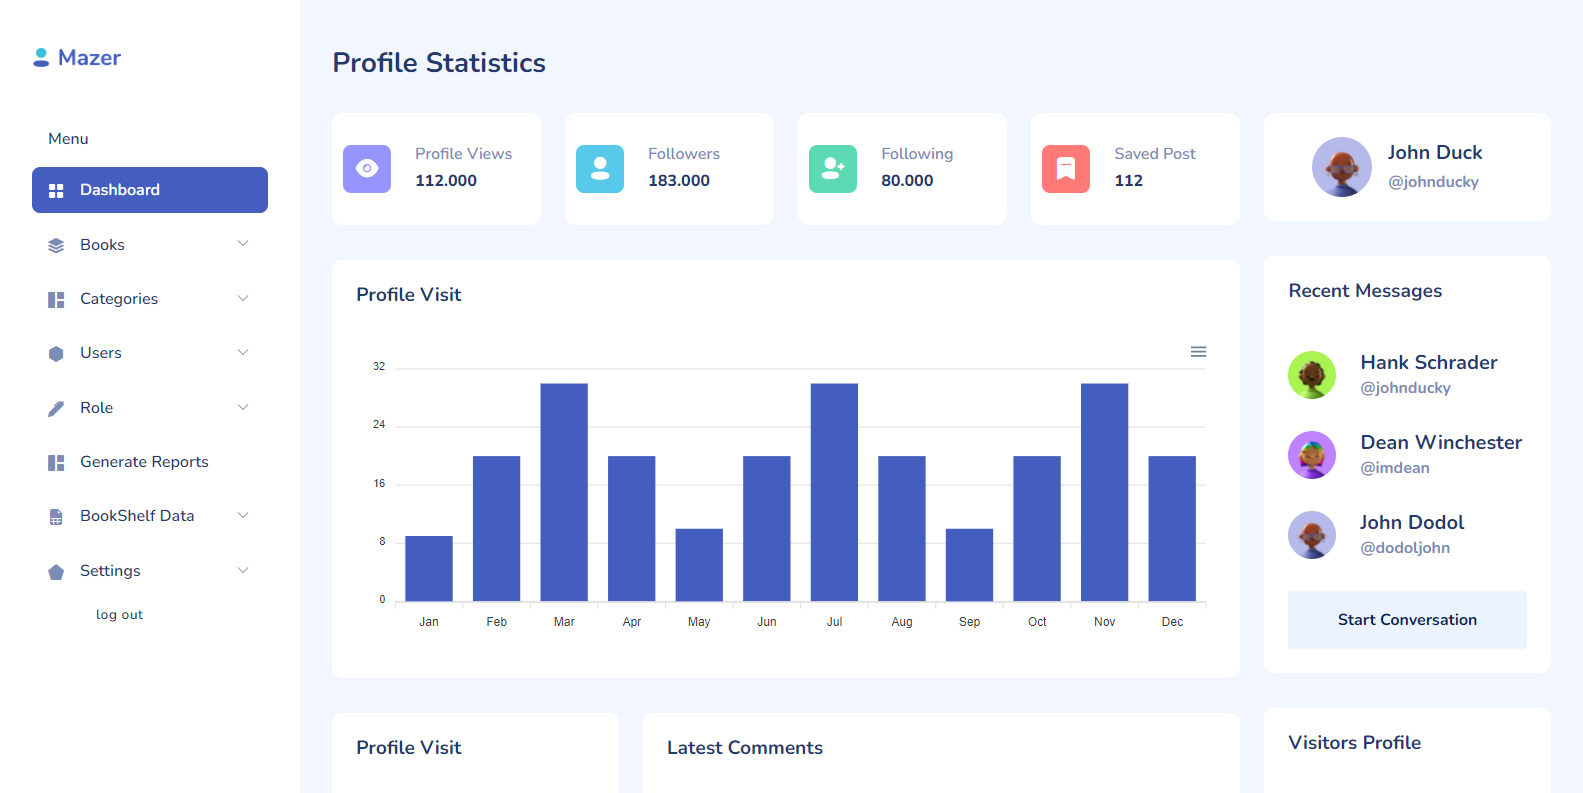 Mazer
Menu
Dashboard
Books
Categories
Users
Role
Generate Reports
BookShelf Data
Settings
log out
Profile Statistics
Profile Views
112.000
Followers
183.000
Following
80.000
Saved Post
112
John Duck
@johnducky
Profile Visit
32
24
16
8
0
Jan Feb Mar Apr May Jun Jul Aug Sep Oct Nov Dec
Recent Messages
Hank Schrader
@johnducky
Dean Winchester
@imdean
John Dodol
@dodoljohn
Start Conversation
Profile Visit
Latest Comments
Visitors Profile